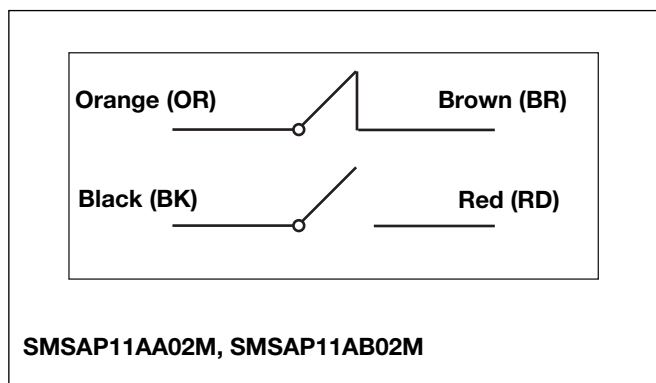 Orange (OR) Brown (BR)
Black (BK) Red (RD)
SMSAP11AA02M, SMSAP11AB02M